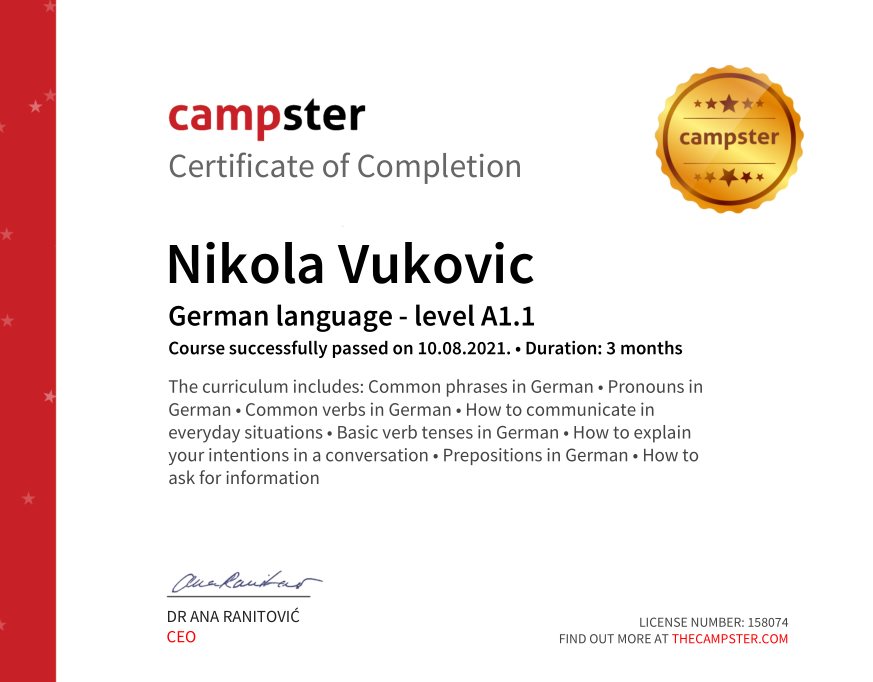 campster
Certificate of Completion
campster
Nikola Vukovic
German language - level A1.1
Course successfully passed on 10.08.2021. • Duration: 3 months
The curriculum includes: Common phrases in German • Pronouns in
German • Common verbs in German • How to communicate in
everyday situations • Basic verb tenses in German • How to explain
your intentions in a conversation • Prepositions in German • How to
ask for information
Ana Ranitović
DR ANA RANITOVIĆ
CEO
LICENSE NUMBER: 158074
FIND OUT MORE AT THECAMPSTER.COM